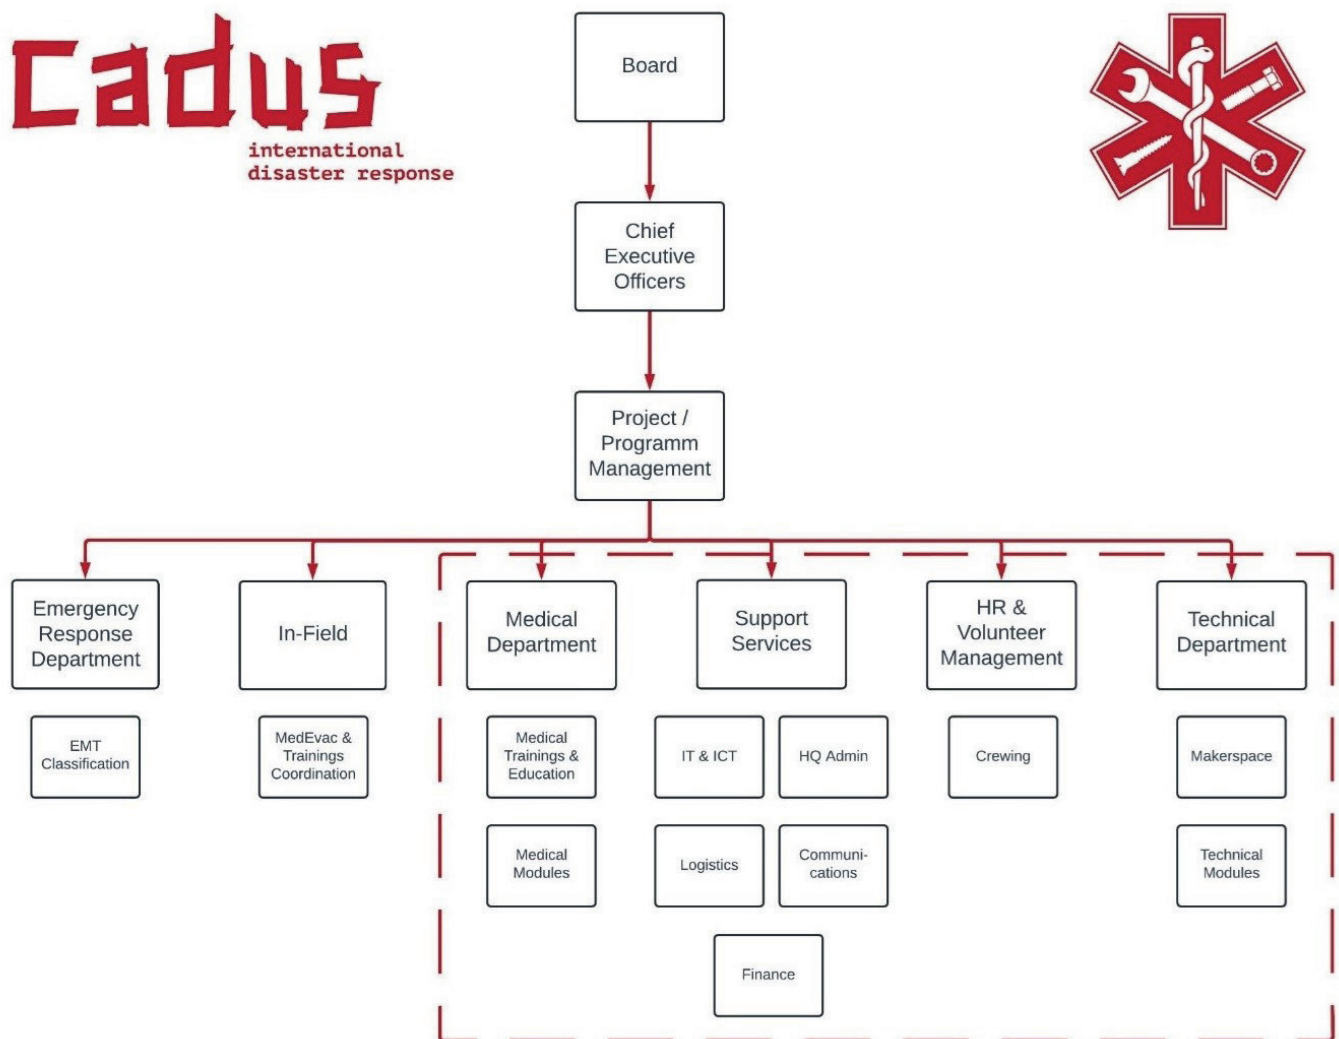 cadus
international
disaster response
Board
Chief
Executive
Officers
Project /
Programm
Management
Emergency
Response
Department
In-Field
Medical
Department
Support
Services
HR &
Volunteer
Management
Technical
Department
EMT
Classification
MedEvac &
Trainings
Coordination
Medical
Trainings &
Education
IT & ICT
HQ Admin
Crewing
Makerspace
Medical
Modules
Logistics
Communi-
cations
Technical
Modules
Finance